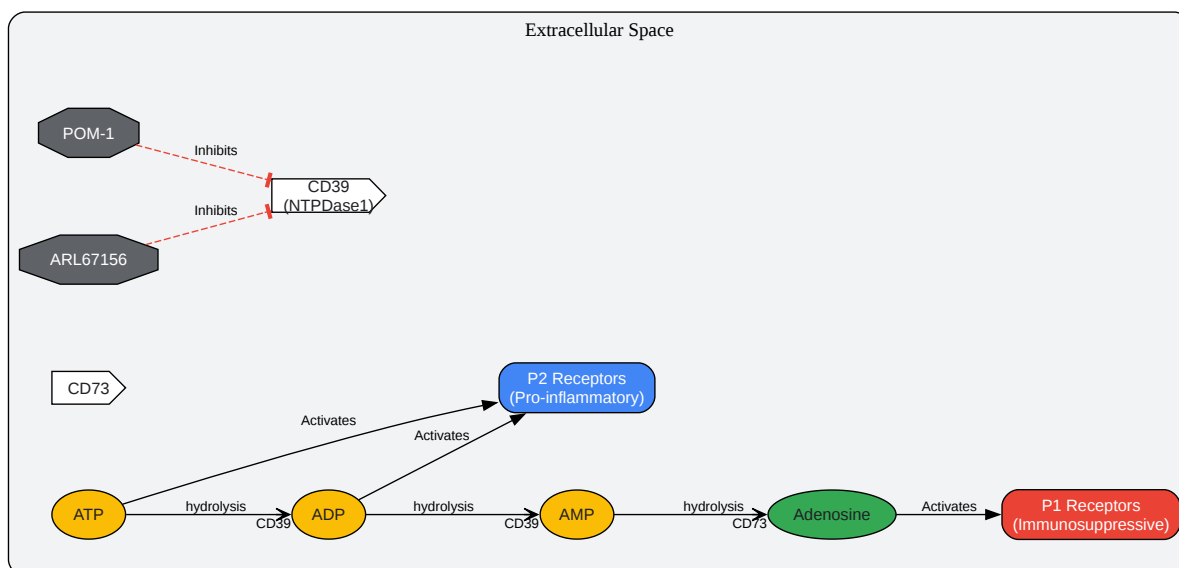 Extracellular Space
POM-1
Inhibits
CD39
(NTPDase1)
Inhibits
ARL67156
CD73
P2 Receptors
(Pro-inflammatory)
Activates
Activates
ATP
hydrolysis
CD39
ADP
hydrolysis
CD39
AMP
hydrolysis
CD73
Adenosine
Activates
P1 Receptors
(Immunosuppressive)